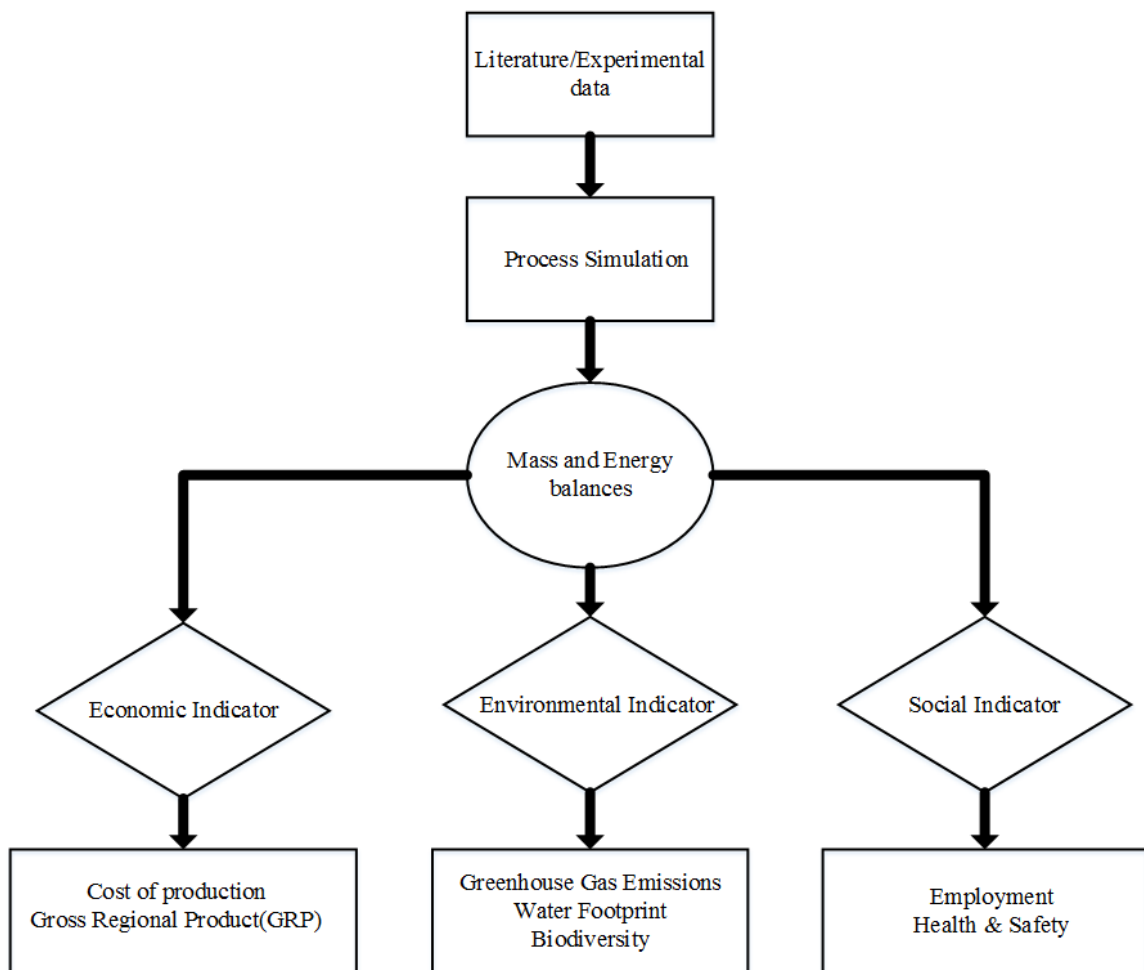 Literature/Experimental
data
Process Simulation
Mass and Energy
balances
Economic Indicator
Environmental Indicator
Social Indicator
Cost of production
Gross Regional Product(GRP)
Greenhouse Gas Emissions
Water Footprint
Biodiversity
Employment
Health & Safety